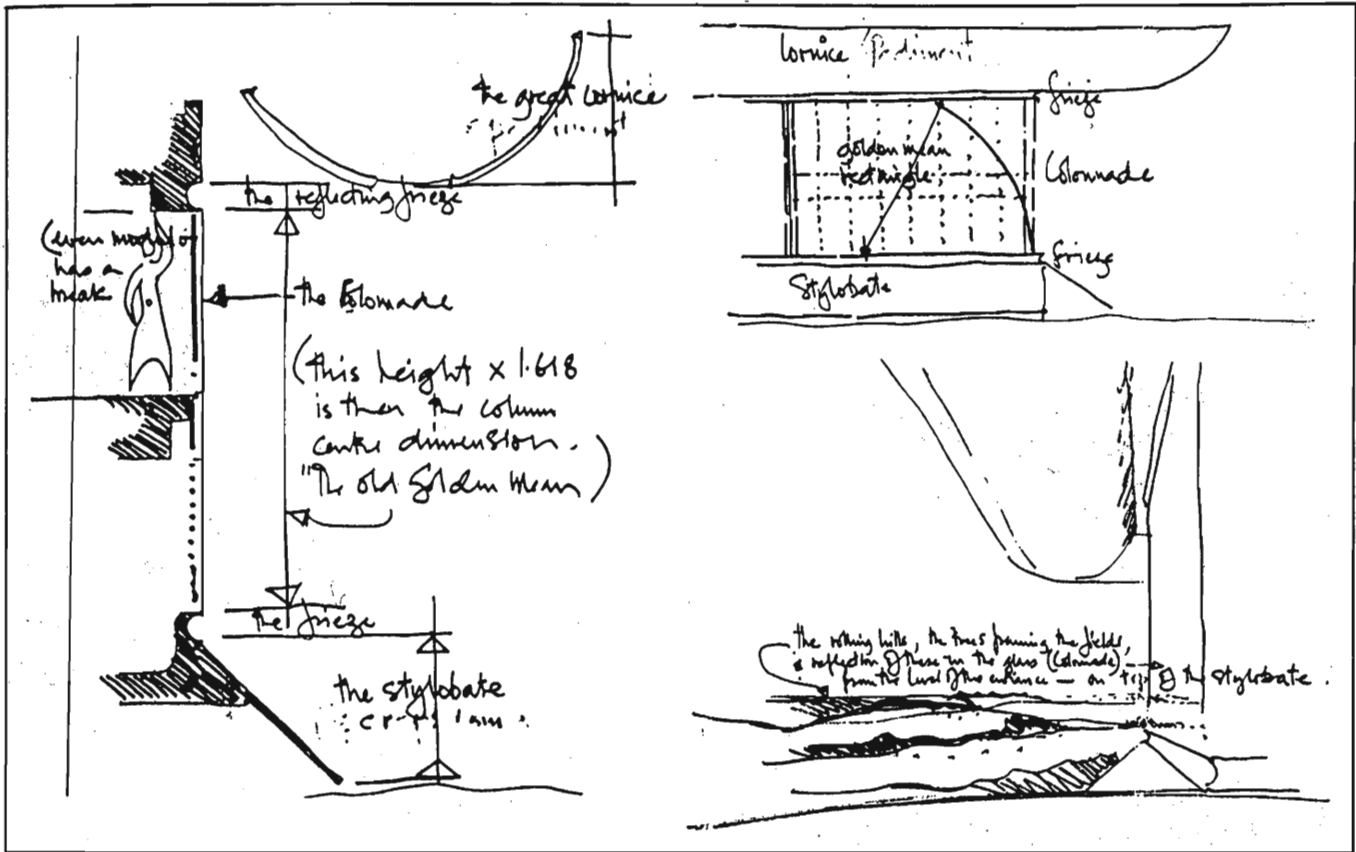 the great Cornice
the reflecting frieze
(even modulor
has a
break
the Colonnade
(this height x 1.618
is then the column
centre dimension.
"the old Golden Mean)
the frieze
the stylobate
Cornice Pediment
frieze
golden mean
rectangle
Colonnade
frieze
Stylobate
the rolling hills, the trees framing the fields,
& reflection of these in the glass (Colonnade)
from the level of the entrance — on top of the stylobate.